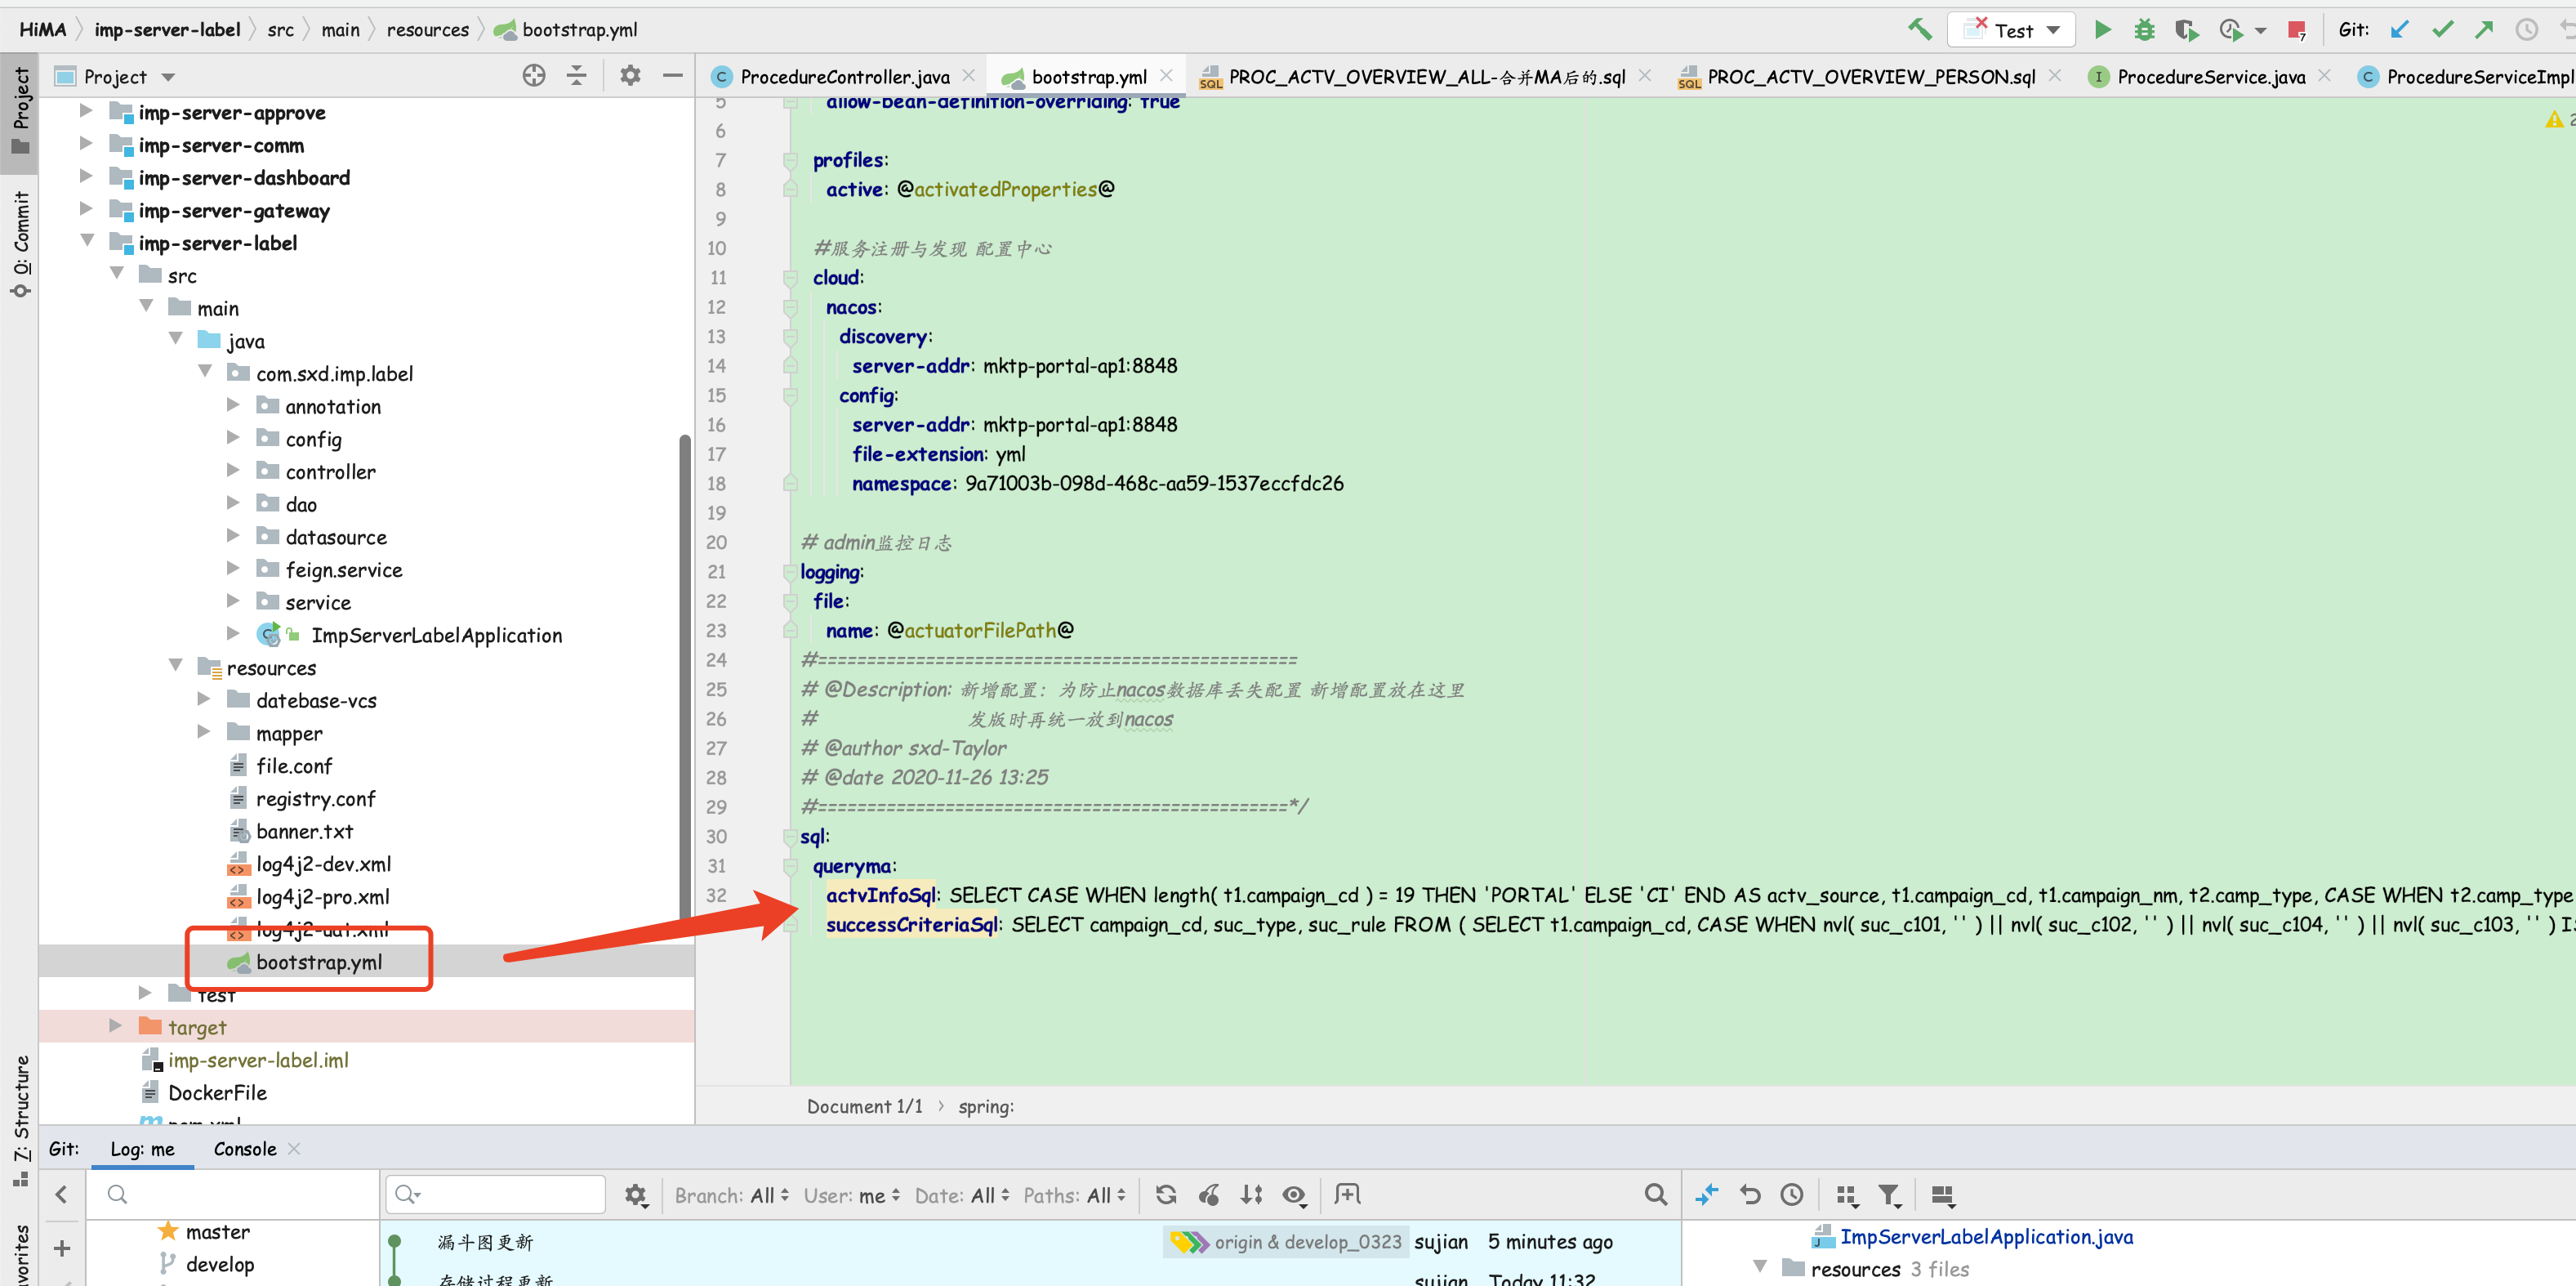 HiMA imp-server-label src main resources bootstrap.yml Test 7 Git:
Project
ProcedureController.java bootstrap.yml PROC_ACTV_OVERVIEW_ALL-合并MA后的.sql PROC_ACTV_OVERVIEW_PERSON.sql ProcedureService.java ProcedureServiceImpl
Project
0: Commit
7: Structure
imp-server-approve
imp-server-comm
imp-server-dashboard
imp-server-gateway
imp-server-label
src
main
java
com.sxd.imp.label
annotation
config
controller
dao
datasource
feign.service
service
ImpServerLabelApplication
resources
datebase-vcs
mapper
file.conf
registry.conf
banner.txt
log4j2-dev.xml
log4j2-pro.xml
log4j2-uat.xml
bootstrap.yml
test
target
imp-server-label.iml
DockerFile
pom.xml
5 allow-bean-definition-overriding: true
6
7 profiles:
8 active: @activatedProperties@
9
10 #服务注册与发现 配置中心
11 cloud:
12 nacos:
13 discovery:
14 server-addr: mktp-portal-ap1:8848
15 config:
16 server-addr: mktp-portal-ap1:8848
17 file-extension: yml
18 namespace: 9a71003b-098d-468c-aa59-1537eccfdc26
19
20 # admin监控日志
21 logging:
22 file:
23 name: @actuatorFilePath@
24 #================================================
25 # @Description: 新增配置：为防止nacos数据库丢失配置 新增配置放在这里
26 # 发版时再统一放到nacos
27 # @author sxd-Taylor
28 # @date 2020-11-26 13:25
29 #===============================================*/
30 sql:
31 queryma:
32 actvInfoSql: SELECT CASE WHEN length( t1.campaign_cd ) = 19 THEN 'PORTAL' ELSE 'CI' END AS actv_source, t1.campaign_cd, t1.campaign_nm, t2.camp_type, CASE WHEN t2.camp_type
successCriteriaSql: SELECT campaign_cd, suc_type, suc_rule FROM ( SELECT t1.campaign_cd, CASE WHEN nvl( suc_c101, '' ) || nvl( suc_c102, '' ) || nvl( suc_c104, '' ) || nvl( suc_c103, '' ) IS
Document 1/1 › spring:
Git: Log: me Console
Branch: All User: me Date: All Paths: All
master
develop
漏斗图更新 origin & develop_0323 sujian 5 minutes ago
存储过程更新 sujian Today 11:32
ImpServerLabelApplication.java
resources 3 files